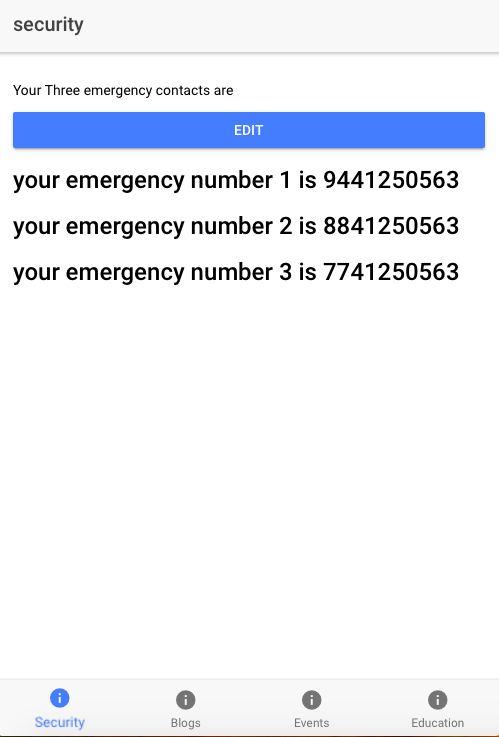 security
Your Three emergency contacts are
EDIT
your emergency number 1 is 9441250563
your emergency number 2 is 8841250563
your emergency number 3 is 7741250563
Security Blogs Events Education